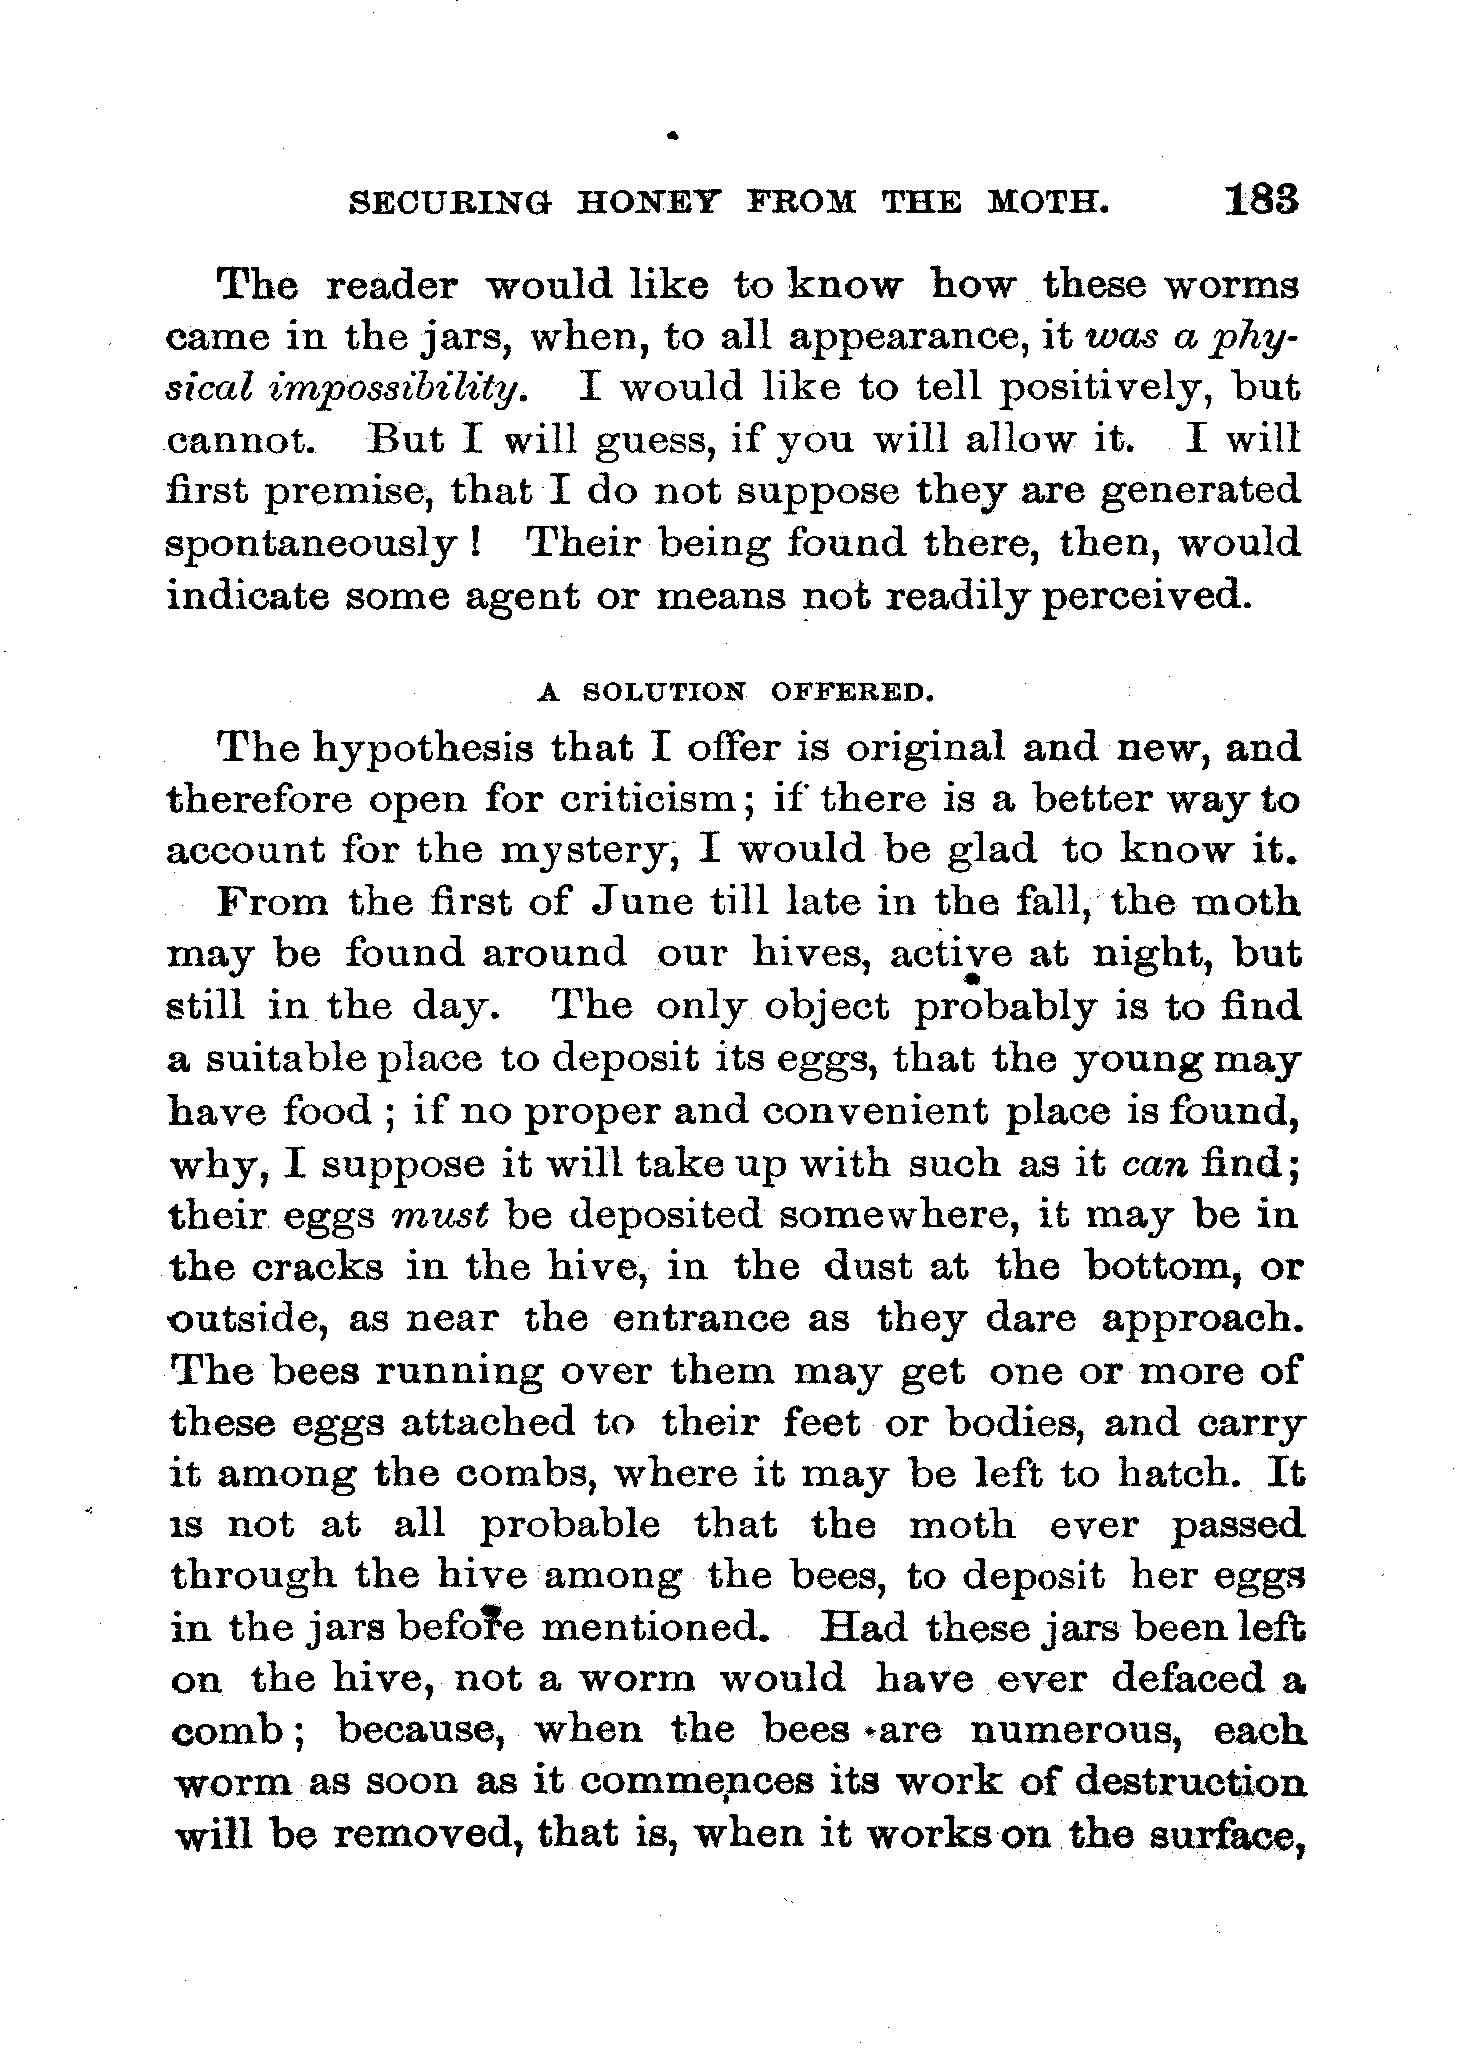 SECURING HONEY FROM THE MOTH. 183
The reader would like to know how these worms
came in the jars, when, to all appearance, it was a phy-
sical impossibility. I would like to tell positively, but
cannot. But I will guess, if you will allow it. I will
first premise, that I do not suppose they are generated
spontaneously! Their being found there, then, would
indicate some agent or means not readily perceived.
A SOLUTION OFFERED.
The hypothesis that I offer is original and new, and
therefore open for criticism; if there is a better way to
account for the mystery, I would be glad to know it.
From the first of June till late in the fall, the moth
may be found around our hives, active at night, but
still in the day. The only object probably is to find
a suitable place to deposit its eggs, that the young may
have food; if no proper and convenient place is found,
why, I suppose it will take up with such as it can find;
their eggs must be deposited somewhere, it may be in
the cracks in the hive, in the dust at the bottom, or
outside, as near the entrance as they dare approach.
The bees running over them may get one or more of
these eggs attached to their feet or bodies, and carry
it among the combs, where it may be left to hatch. It
is not at all probable that the moth ever passed
through the hive among the bees, to deposit her eggs
in the jars before mentioned. Had these jars been left
on the hive, not a worm would have ever defaced a
comb; because, when the bees are numerous, each
worm as soon as it commences its work of destruction
will be removed, that is, when it works on the surface,